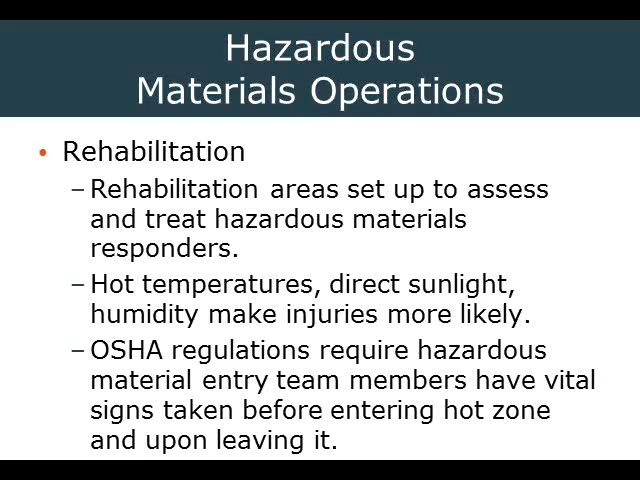 Hazardous
Materials Operations
• Rehabilitation
– Rehabilitation areas set up to assess
and treat hazardous materials
responders.
– Hot temperatures, direct sunlight,
humidity make injuries more likely.
– OSHA regulations require hazardous
material entry team members have vital
signs taken before entering hot zone
and upon leaving it.